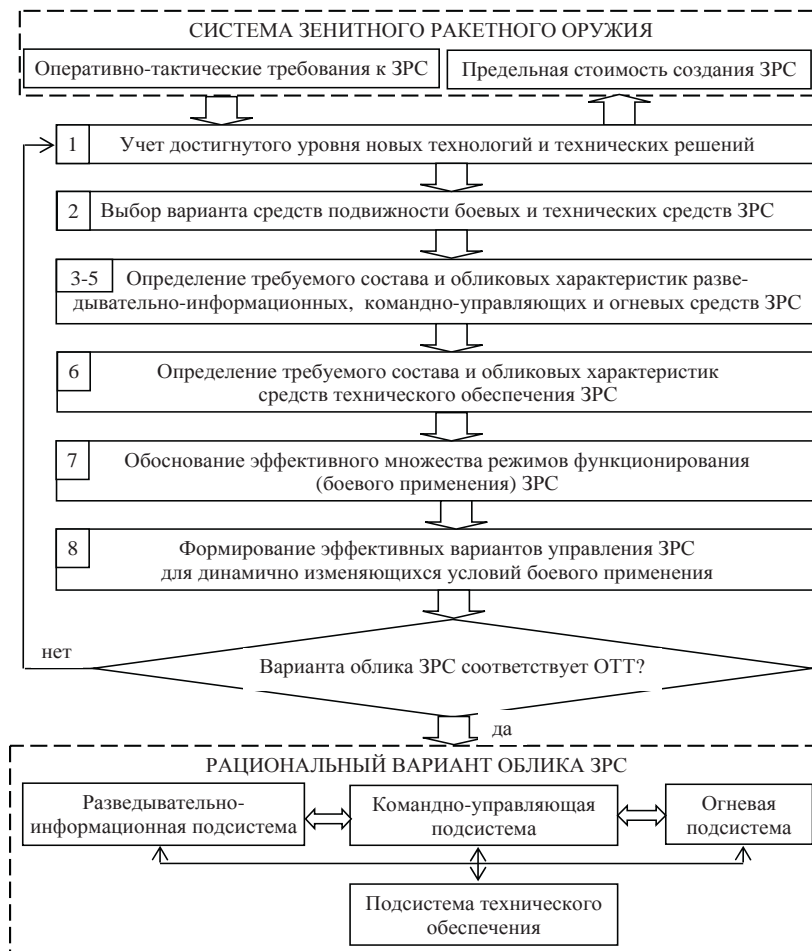 СИСТЕМА ЗЕНИТНОГО РАКЕТНОГО ОРУЖИЯ
Оперативно-тактические требования к ЗРС
Предельная стоимость создания ЗРС
1
Учет достигнутого уровня новых технологий и технических решений
2
Выбор варианта средств подвижности боевых и технических средств ЗРС
3-5
Определение требуемого состава и обликовых характеристик разве-
дывательно-информационных, командно-управляющих и огневых средств ЗРС
6
Определение требуемого состава и обликовых характеристик
средств технического обеспечения ЗРС
7
Обоснование эффективного множества режимов функционирования
(боевого применения) ЗРС
8
Формирование эффективных вариантов управления ЗРС
для динамично изменяющихся условий боевого применения
нет
Варианта облика ЗРС соответствует ОТТ?
да
РАЦИОНАЛЬНЫЙ ВАРИАНТ ОБЛИКА ЗРС
Разведывательно-
информационная подсистема
Командно-управляющая
подсистема
Огневая
подсистема
Подсистема технического
обеспечения